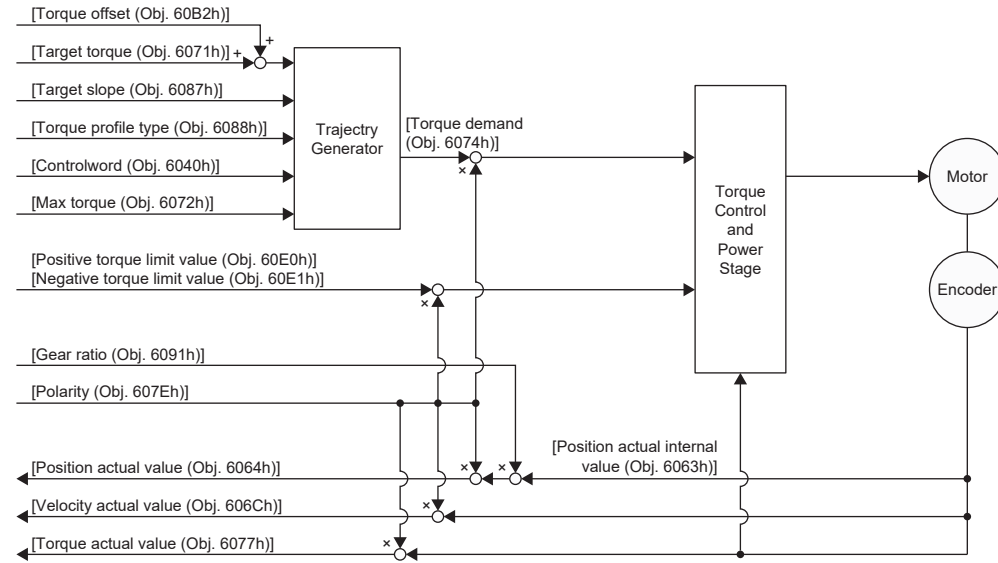 [Torque offset (Obj. 60B2h)]
+
[Target torque (Obj. 6071h)]
+
[Target slope (Obj. 6087h)]
[Torque profile type (Obj. 6088h)]
[Controlword (Obj. 6040h)]
[Max torque (Obj. 6072h)]
Trajectry
Generator
[Torque demand
(Obj. 6074h)]
×
Torque
Control
and
Power
Stage
Motor
Encoder
[Positive torque limit value (Obj. 60E0h)]
[Negative torque limit value (Obj. 60E1h)]
×
[Gear ratio (Obj. 6091h)]
[Polarity (Obj. 607Eh)]
[Position actual internal
value (Obj. 6063h)]
[Position actual value (Obj. 6064h)]
×
×
[Velocity actual value (Obj. 606Ch)]
×
[Torque actual value (Obj. 6077h)]
×